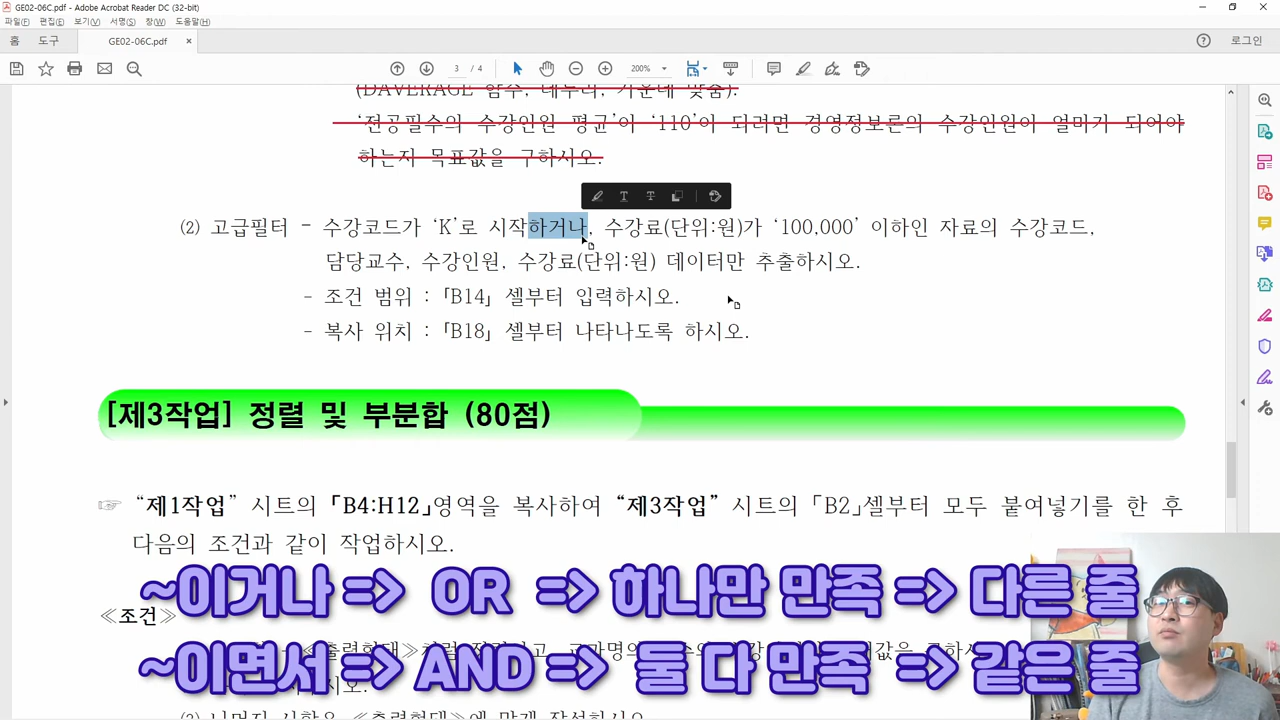 GE02-06C.pdf - Adobe Acrobat Reader DC (32-bit)
파일(F) 편집(E) 보기(V) 서명(S) 창(W) 도움말(H)
홈 도구 GE02-06C.pdf × 로그인
3 / 4 200%
(DAVERAGE 함수, 테두리, 가운데 맞춤).
'전공필수의 수강인원 평균'이 '110'이 되려면 경영정보론의 수강인원이 얼마가 되어야
하는지 목표값을 구하시오.
(2) 고급필터 - 수강코드가 'K'로 시작하거나, 수강료(단위:원)가 '100,000' 이하인 자료의 수강코드,
담당교수, 수강인원, 수강료(단위:원) 데이터만 추출하시오.
- 조건 범위 : 「B14」 셀부터 입력하시오.
- 복사 위치 : 「B18」 셀부터 나타나도록 하시오.
[제3작업] 정렬 및 부분합 (80점)
☞ "제1작업" 시트의 「B4:H12」영역을 복사하여 "제3작업" 시트의 「B2」셀부터 모두 붙여넣기를 한 후
다음의 조건과 같이 작업하시오.
~이거나 => OR => 하나만 만족 => 다른 줄
≪조건≫
~이면서 => AND => 둘 다 만족 => 같은 줄